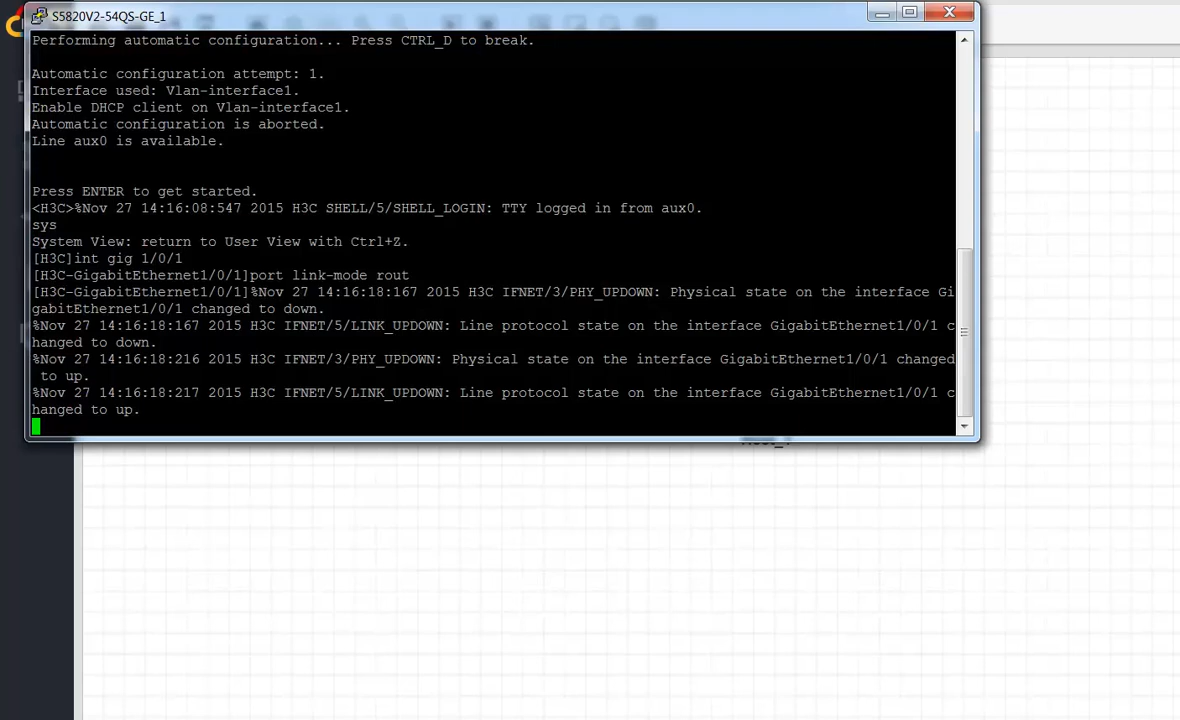 S5820V2-54QS-GE_1
Performing automatic configuration... Press CTRL_D to break.
Automatic configuration attempt: 1.
Interface used: Vlan-interface1.
Enable DHCP client on Vlan-interface1.
Automatic configuration is aborted.
Line aux0 is available.
Press ENTER to get started.
<H3C>%Nov 27 14:16:08:547 2015 H3C SHELL/5/SHELL_LOGIN: TTY logged in from aux0.
sys
System View: return to User View with Ctrl+Z.
[H3C]int gig 1/0/1
[H3C-GigabitEthernet1/0/1]port link-mode rout
[H3C-GigabitEthernet1/0/1]%Nov 27 14:16:18:167 2015 H3C IFNET/3/PHY_UPDOWN: Physical state on the interface Gi
gabitEthernet1/0/1 changed to down.
%Nov 27 14:16:18:167 2015 H3C IFNET/5/LINK_UPDOWN: Line protocol state on the interface GigabitEthernet1/0/1 c
hanged to down.
%Nov 27 14:16:18:216 2015 H3C IFNET/3/PHY_UPDOWN: Physical state on the interface GigabitEthernet1/0/1 changed
 to up.
%Nov 27 14:16:18:217 2015 H3C IFNET/5/LINK_UPDOWN: Line protocol state on the interface GigabitEthernet1/0/1 c
hanged to up.